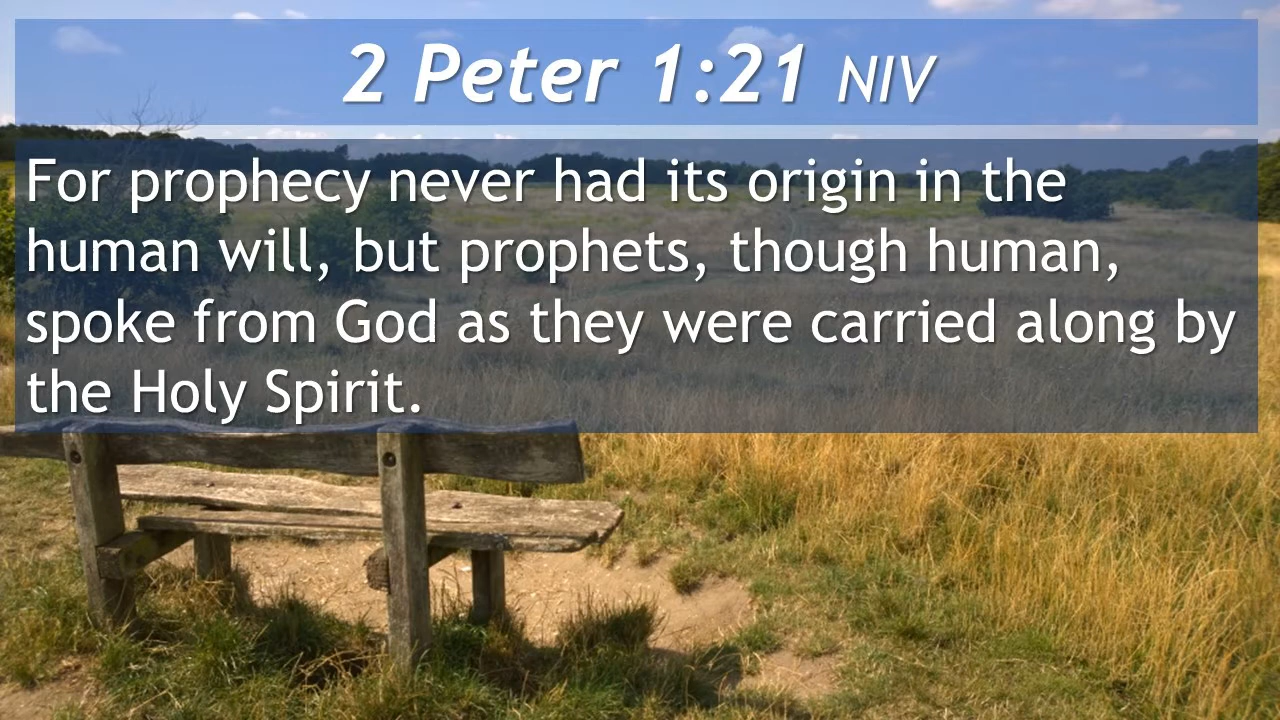 2 Peter 1:21 NIV
For prophecy never had its origin in the
human will, but prophets, though human,
spoke from God as they were carried along by
the Holy Spirit.